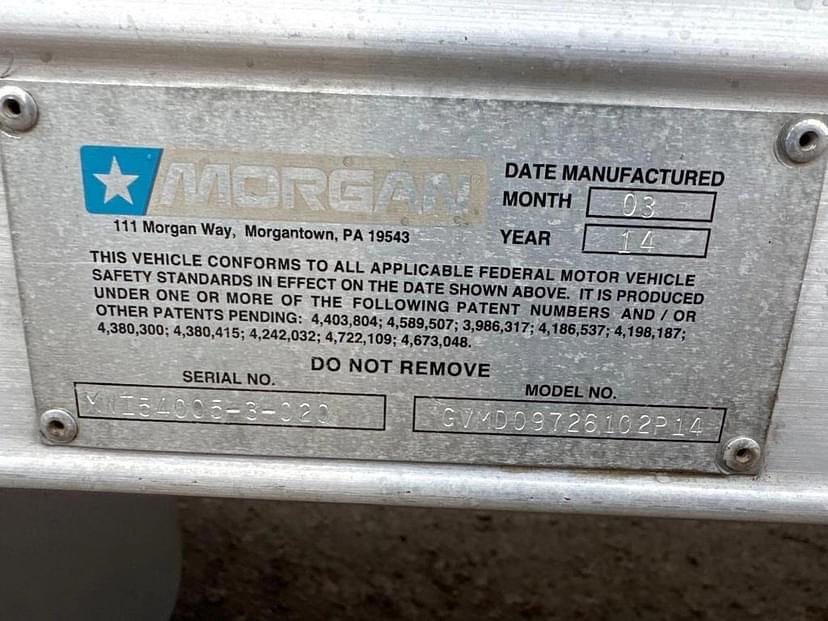 MORGAN
111 Morgan Way, Morgantown, PA 19543
DATE MANUFACTURED
MONTH 03
YEAR 14
THIS VEHICLE CONFORMS TO ALL APPLICABLE FEDERAL MOTOR VEHICLE
SAFETY STANDARDS IN EFFECT ON THE DATE SHOWN ABOVE. IT IS PRODUCED
UNDER ONE OR MORE OF THE FOLLOWING PATENT NUMBERS AND / OR
OTHER PATENTS PENDING: 4,403,804; 4,589,507; 3,986,317; 4,186,537; 4,198,187;
4,380,300; 4,380,415; 4,242,032; 4,722,109; 4,673,048.
DO NOT REMOVE
SERIAL NO.
MODEL NO.
GVMD09726102P14